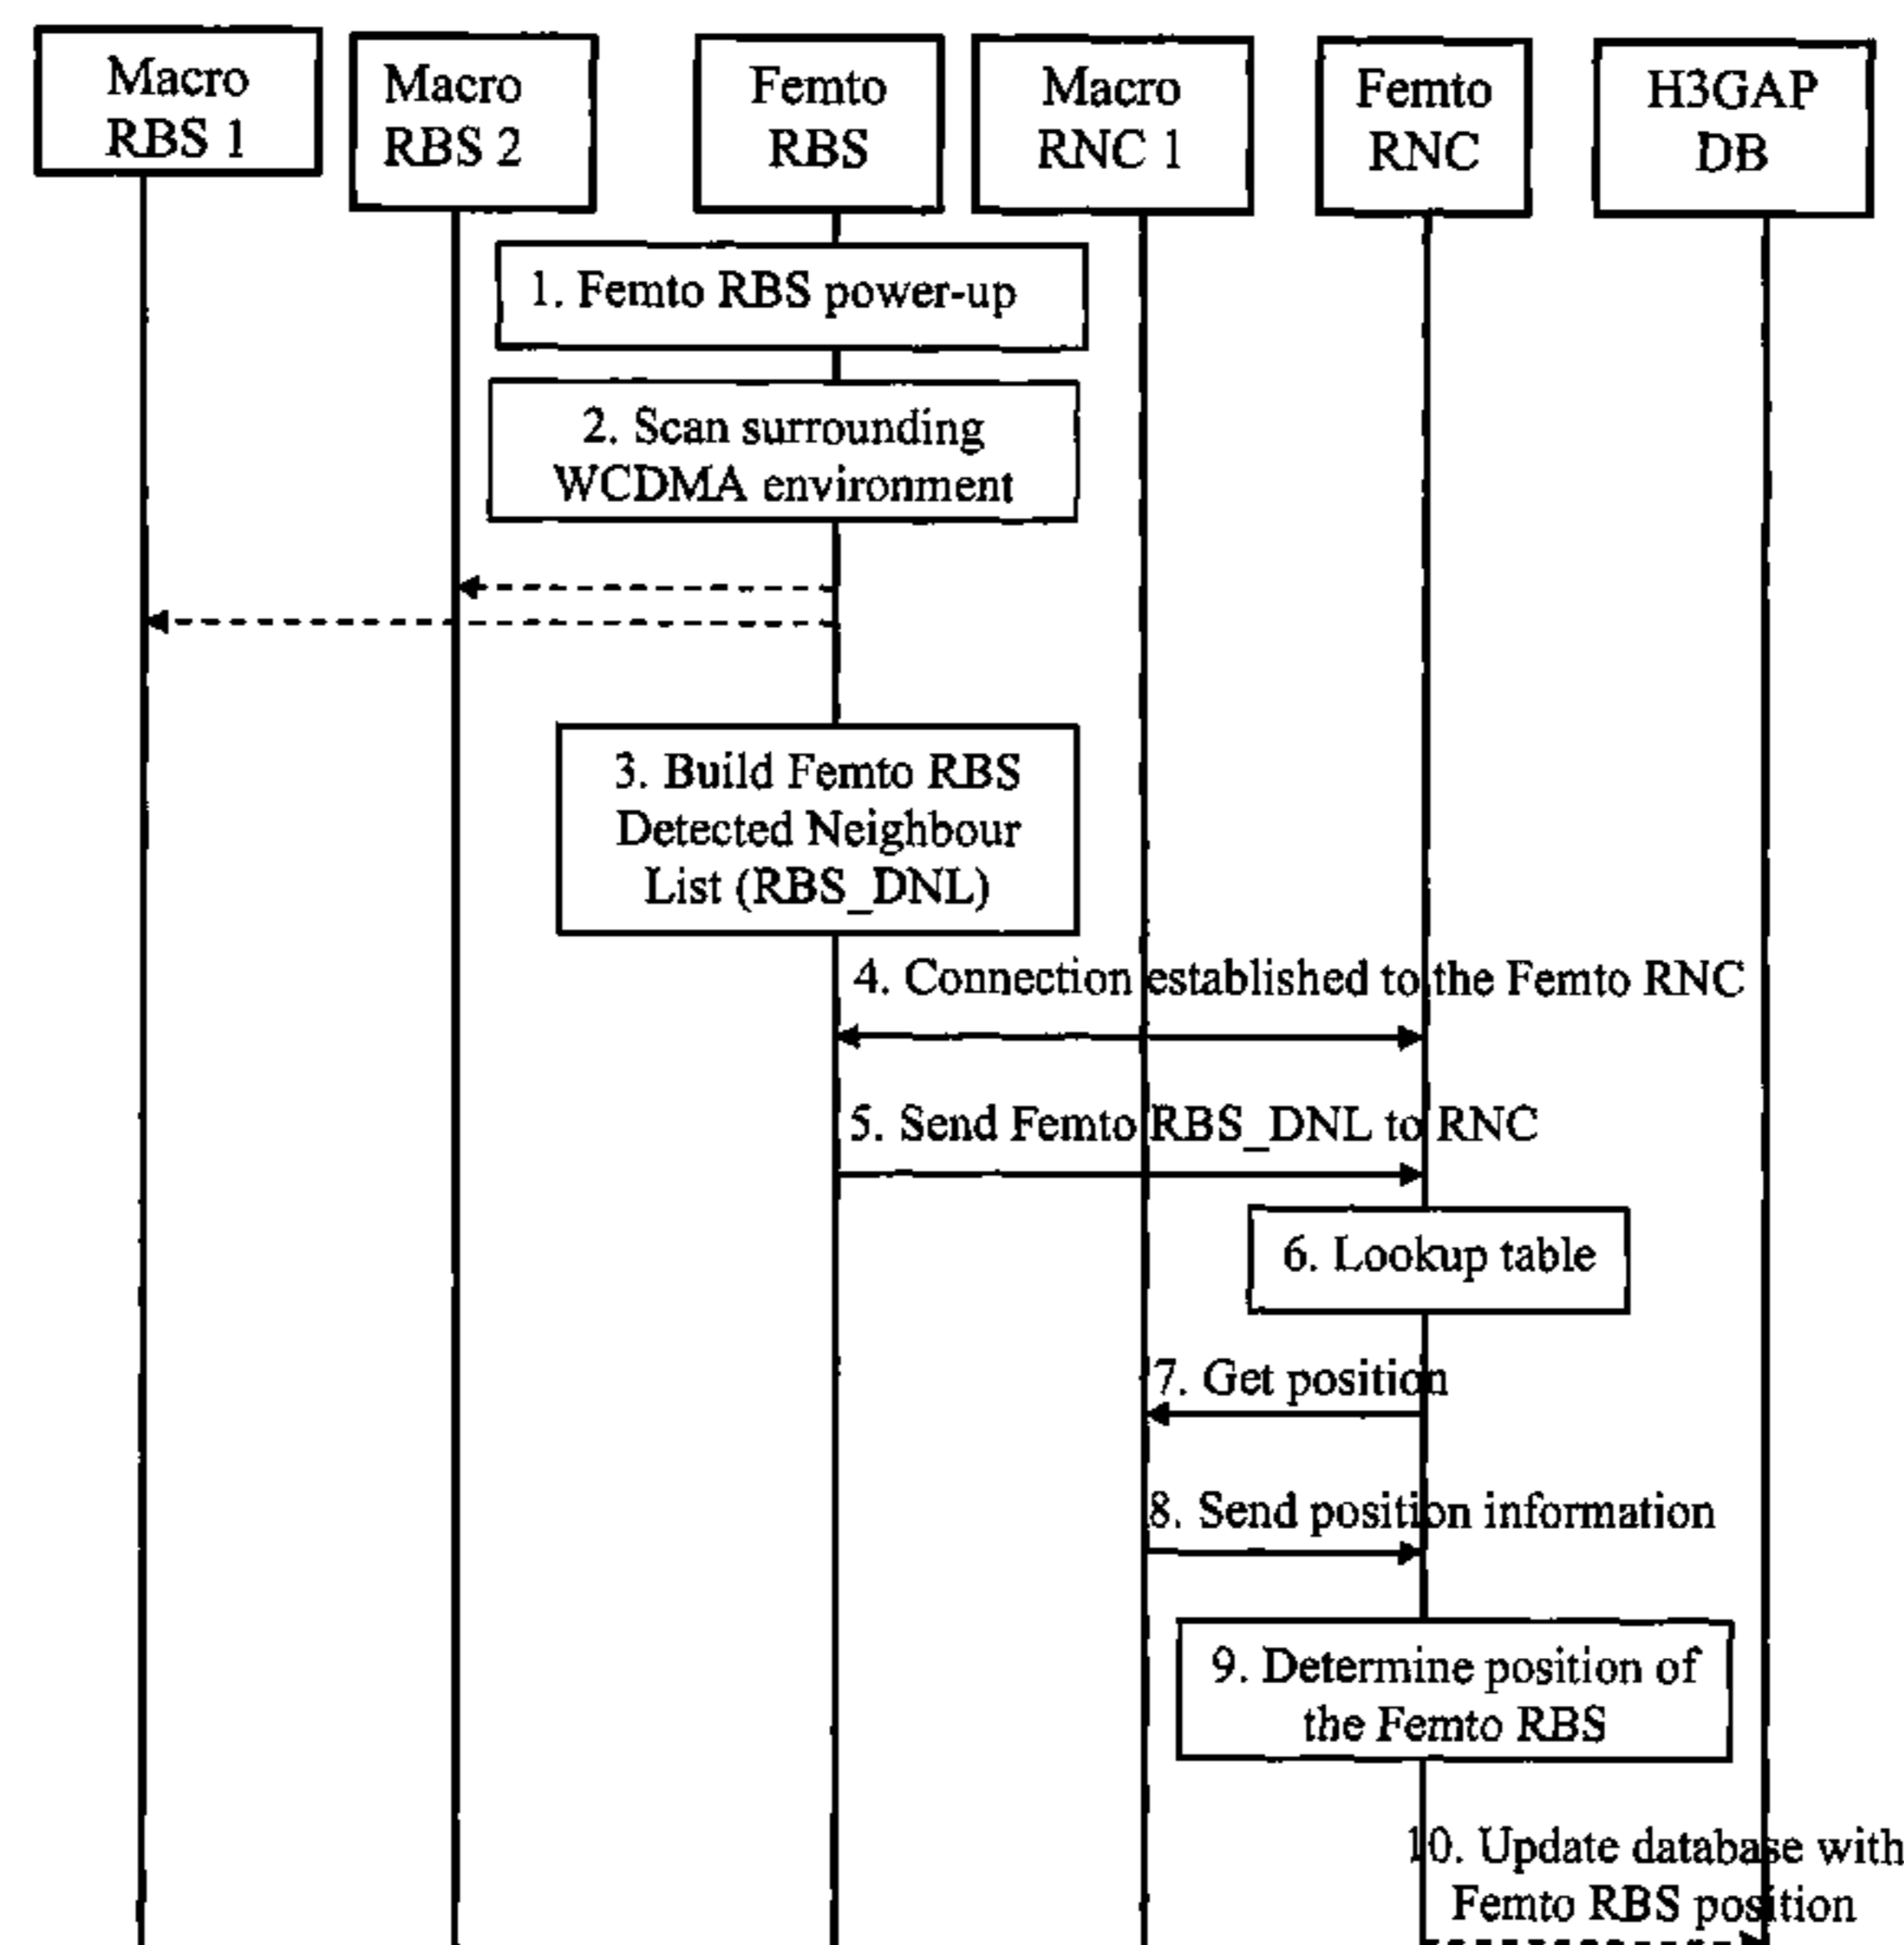 Macro
RBS 1
Macro
RBS 2
Femto
RBS
Macro
RNC 1
Femto
RNC
H3GAP
DB
1. Femto RBS power-up
2. Scan surrounding
WCDMA environment
3. Build Femto RBS
Detected Neighbour
List (RBS_DNL)
4. Connection established to the Femto RNC
5. Send Femto RBS_DNL to RNC
6. Lookup table
7. Get position
8. Send position information
9. Determine position of
the Femto RBS
10. Update database with
Femto RBS position